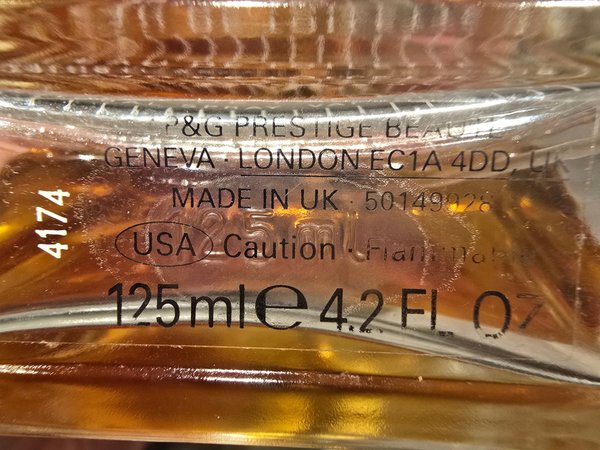 P&G PRESTIGE BEAUTE
GENEVA · LONDON EC1A 4DD, UK
MADE IN UK · 50149928
125ml
USA Caution · Flammable
125ml e 4.2 FL. OZ
4174